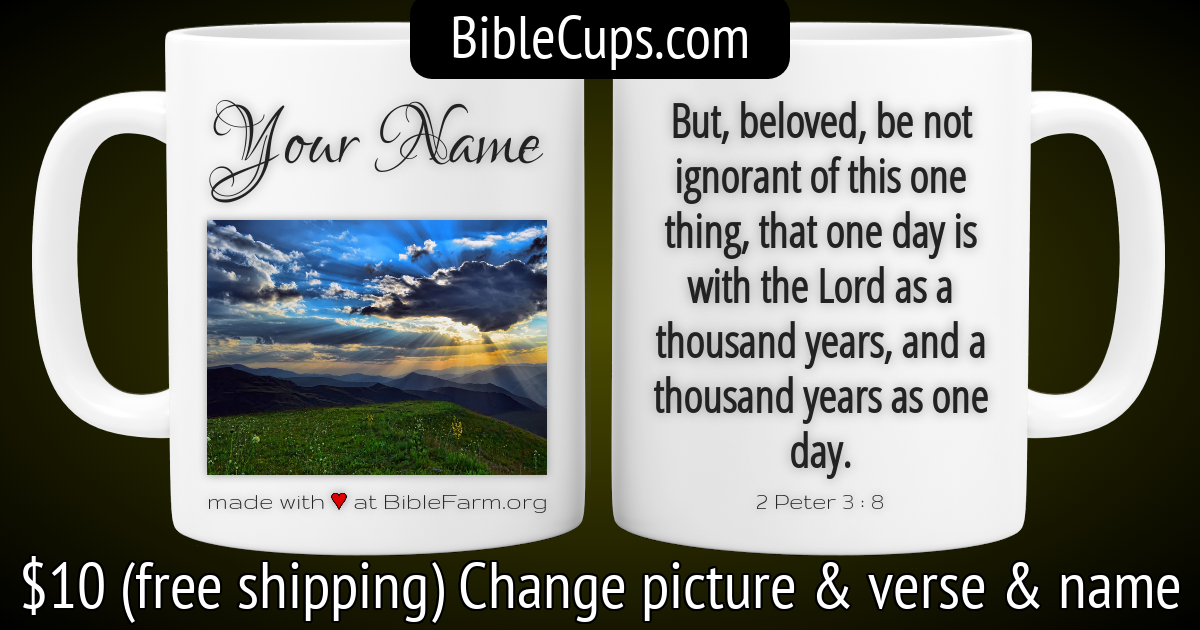 BibleCups.com
Your Name
made with ♥ at BibleFarm.org
But, beloved, be not
ignorant of this one
thing, that one day is
with the Lord as a
thousand years, and a
thousand years as one
day.
2 Peter 3 : 8
$10 (free shipping) Change picture & verse & name